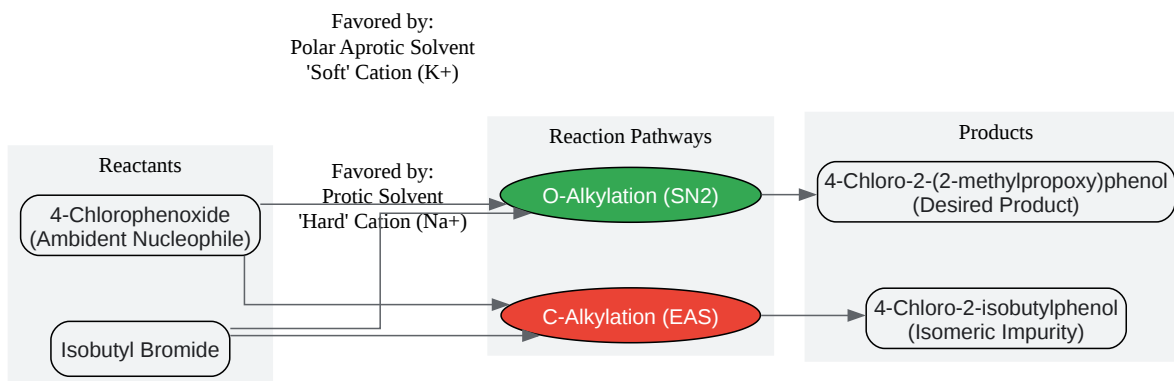 Favored by:
Polar Aprotic Solvent
'Soft' Cation (K+)
Reactants
4-Chlorophenoxide
(Ambident Nucleophile)
Isobutyl Bromide
Favored by:
Protic Solvent
'Hard' Cation (Na+)
Reaction Pathways
O-Alkylation (SN2)
C-Alkylation (EAS)
Products
4-Chloro-2-(2-methylpropoxy)phenol
(Desired Product)
4-Chloro-2-isobutylphenol
(Isomeric Impurity)